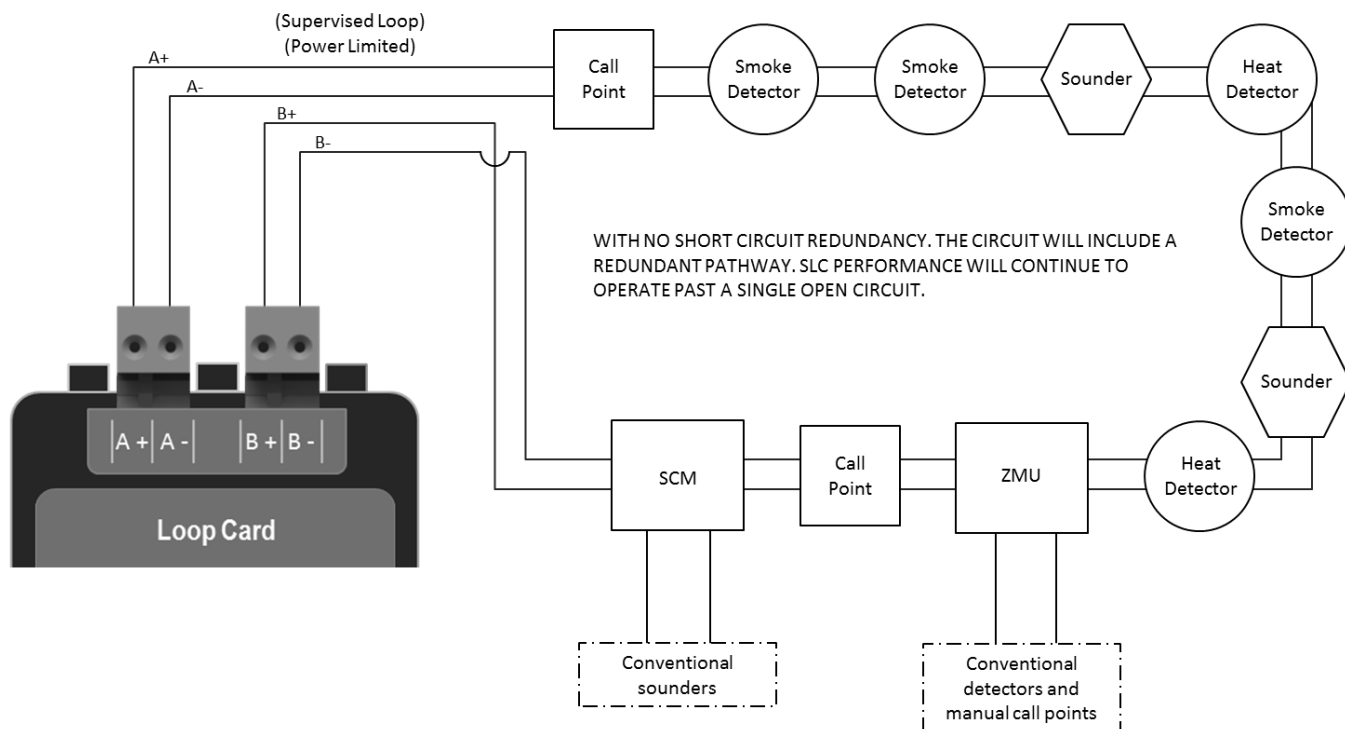 (Supervised Loop)
(Power Limited)
A+
A-
B+
B-
Call
Point
Smoke
Detector
Smoke
Detector
Sounder
Heat
Detector
Smoke
Detector
Sounder
WITH NO SHORT CIRCUIT REDUNDANCY. THE CIRCUIT WILL INCLUDE A
REDUNDANT PATHWAY. SLC PERFORMANCE WILL CONTINUE TO
OPERATE PAST A SINGLE OPEN CIRCUIT.
A + A - B + B -
Loop Card
SCM
Call
Point
ZMU
Heat
Detector
Conventional
sounders
Conventional
detectors and
manual call points